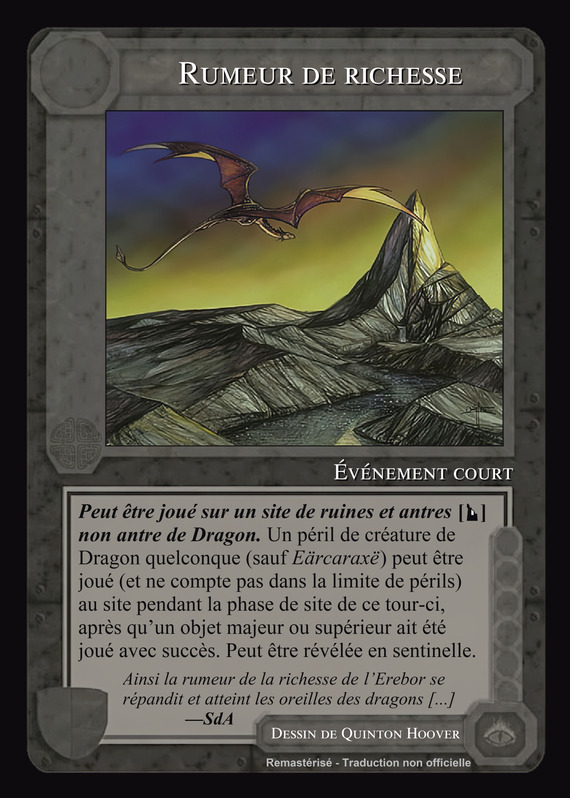 Rumeur de richesse
Événement court
Peut être joué sur un site de ruines et antres [ ]
non antre de Dragon. Un péril de créature de
Dragon quelconque (sauf Eärcaraxë) peut être
joué (et ne compte pas dans la limite de périls)
au site pendant la phase de site de ce tour-ci,
après qu’un objet majeur ou supérieur ait été
joué avec succès. Peut être révélée en sentinelle.
Ainsi la rumeur de la richesse de l’Erebor se
répandit et atteint les oreilles des dragons [...]
—SdA
Dessin de Quinton Hoover
Remastérisé - Traduction non officielle